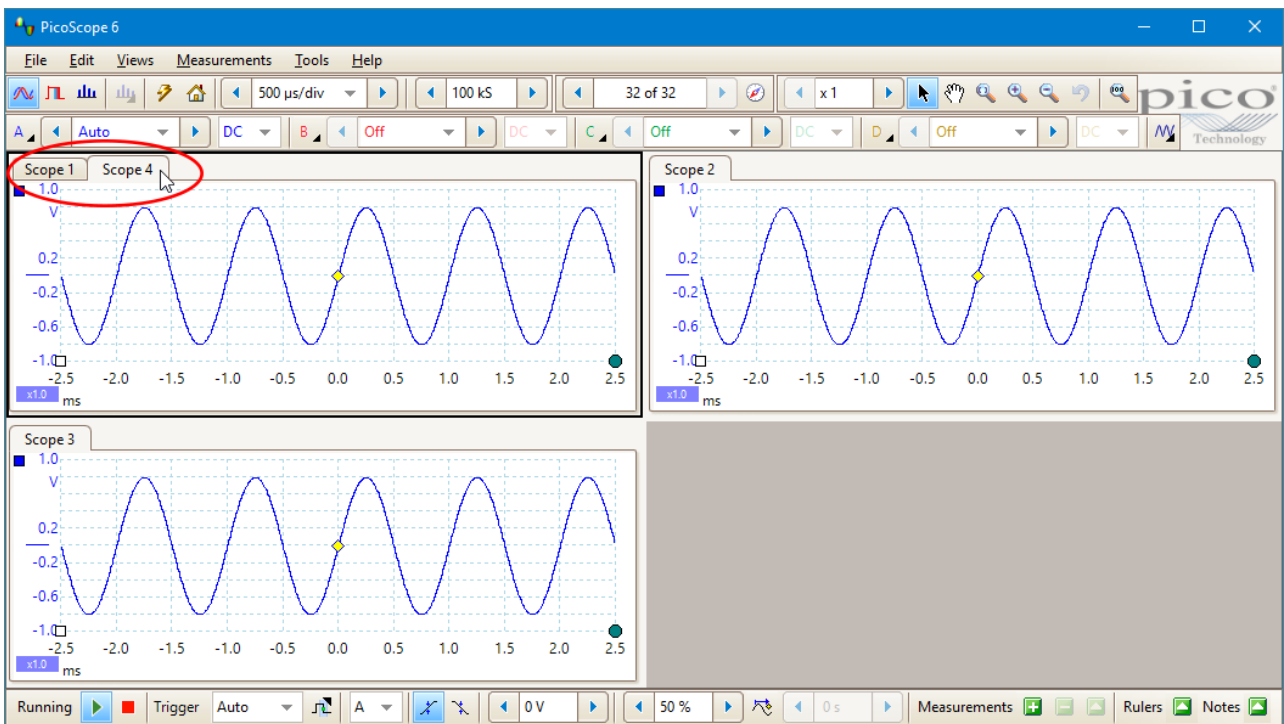 PicoScope 6
File Edit Views Measurements Tools Help
500 µs/div 100 kS 32 of 32 x 1
pico
Technology
A Auto DC B Off DC C Off DC D Off DC
Scope 1 Scope 4
1.0
V
0.2
-0.2
-0.6
-1.0
-2.5 -2.0 -1.5 -1.0 -0.5 0.0 0.5 1.0 1.5 2.0 2.5
x1.0 ms
Scope 2
1.0
V
0.2
-0.2
-0.6
-1.0
-2.5 -2.0 -1.5 -1.0 -0.5 0.0 0.5 1.0 1.5 2.0 2.5
x1.0 ms
Scope 3
1.0
V
0.2
-0.2
-0.6
-1.0
-2.5 -2.0 -1.5 -1.0 -0.5 0.0 0.5 1.0 1.5 2.0 2.5
x1.0 ms
Running Trigger Auto A 0 V 50 % 0 s Measurements Rulers Notes